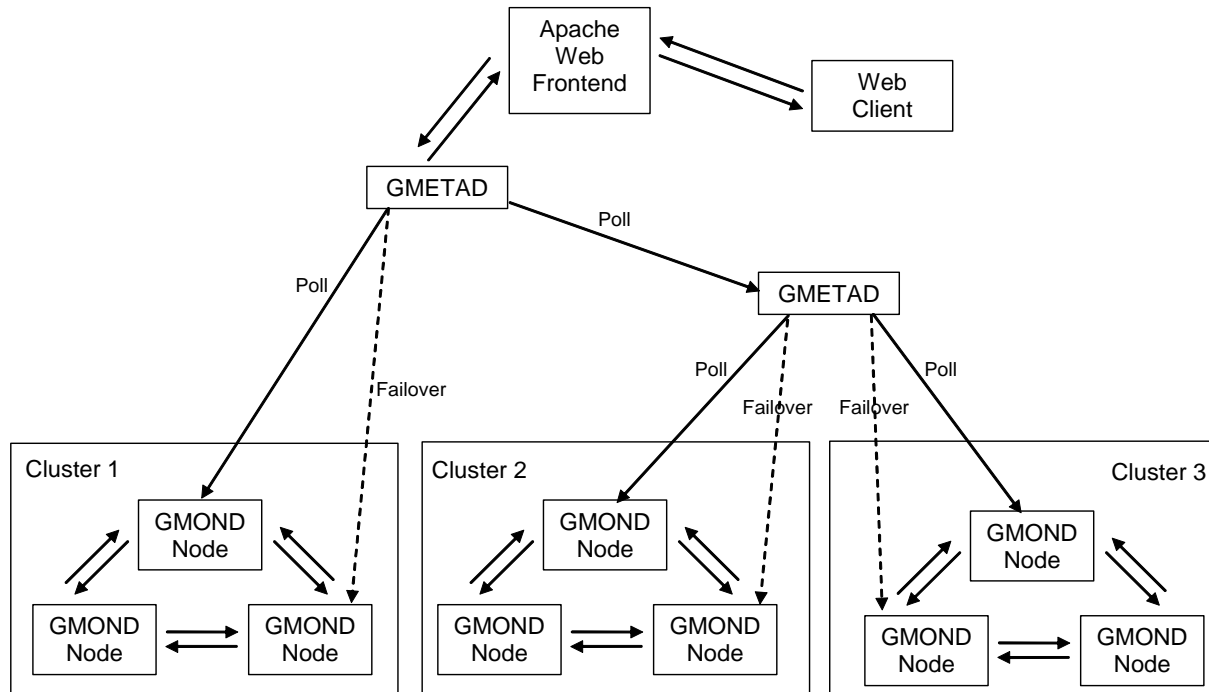 Apache
Web
Frontend
Web
Client
GMETAD
Poll
GMETAD
Poll
Poll
Poll
Failover
Failover
Failover
Cluster 1
Cluster 2
Cluster 3
GMOND
Node
GMOND
Node
GMOND
Node
GMOND
Node
GMOND
Node
GMOND
Node
GMOND
Node
GMOND
Node
GMOND
Node